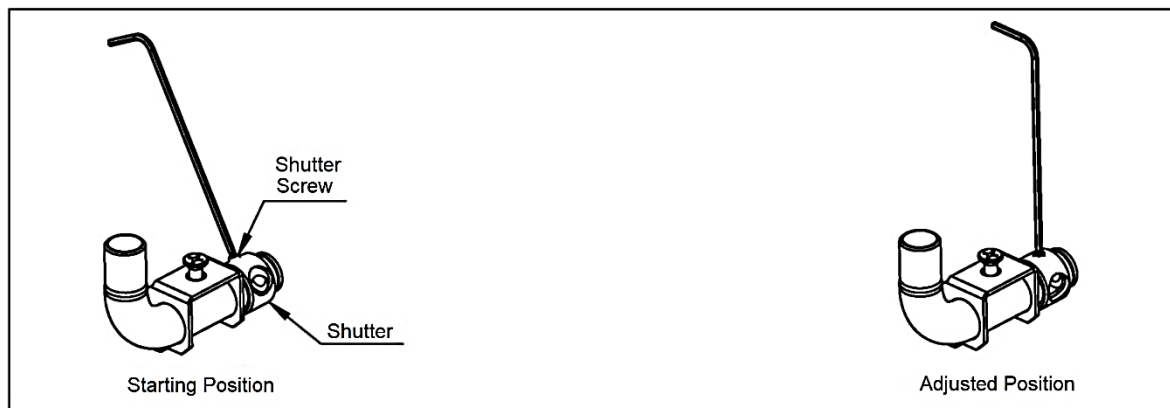 Shutter
Screw
Shutter
Starting Position
Adjusted Position